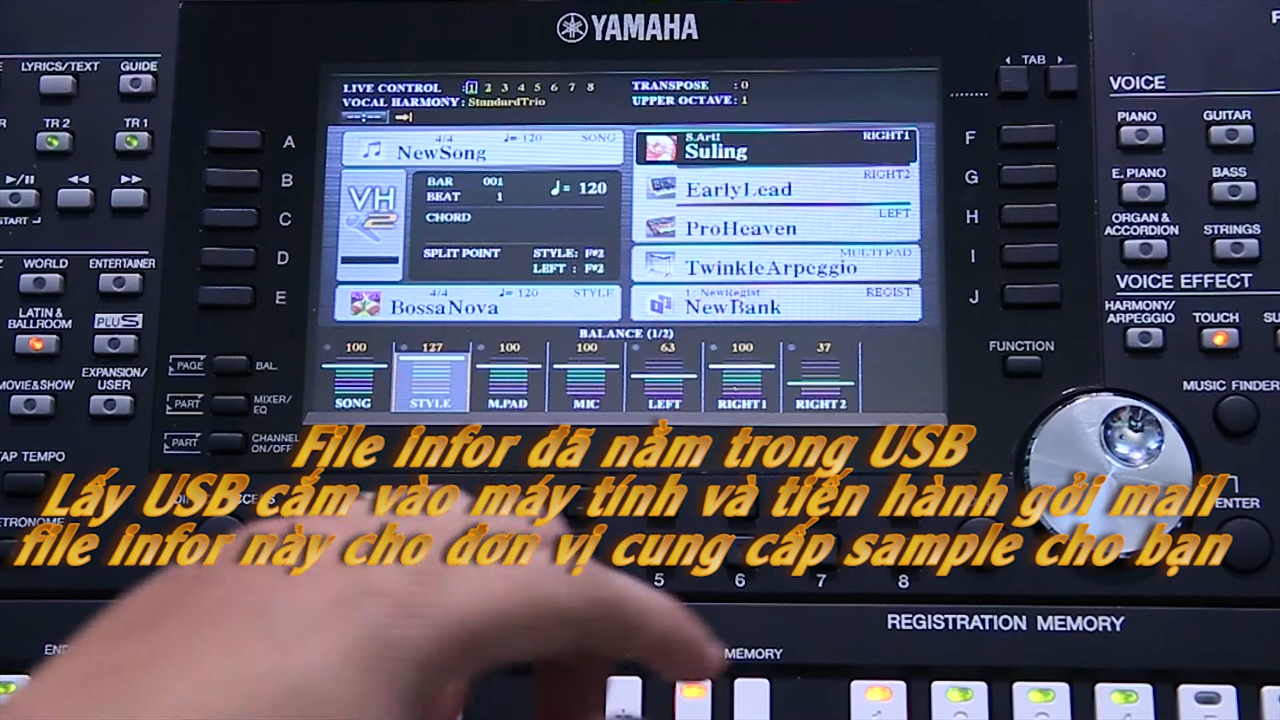 YAMAHA
LYRICS/TEXT
GUIDE
TR 2
TR 1
WORLD
ENTERTAINER
LATIN &
BALLROOM
PLUS
MOVIE&SHOW
EXPANSION/
USER
TAP TEMPO
A
B
C
D
E
PAGE
BAL.
PART
MIXER/
EQ
PART
CHANNEL
ON/OFF
LIVE CONTROL :1 2 3 4 5 6 7 8
VOCAL HARMONY: StandardTrio
TRANSPOSE : 0
UPPER OCTAVE : 1
4/4 ♩= 120 SONG
NewSong
VH
2
BAR 001
BEAT 1
♩= 120
CHORD
SPLIT POINT STYLE: F#2
LEFT : F#2
4/4 ♩= 120 STYLE
BossaNova
S.Art! RIGHT1
Suling
RIGHT2
EarlyLead
LEFT
ProHeaven
MULTI PAD
TwinkleArpeggio
1: NewRegist REGIST
NewBank
BALANCE (1/2)
100 127 100 100 63 100 37
SONG STYLE M.PAD MIC LEFT RIGHT1 RIGHT2
TAB
F
G
H
I
J
FUNCTION
VOICE
PIANO
GUITAR
E. PIANO
BASS
ORGAN &
ACCORDION
STRINGS
VOICE EFFECT
HARMONY/
ARPEGGIO
TOUCH
MUSIC FINDER
ENTER
File infor đã nằm trong USB
Lấy USB cắm vào máy tính và tiến hành gởi mail
file infor này cho đơn vị cung cấp sample cho bạn
5 6 7 8
REGISTRATION MEMORY
MEMORY